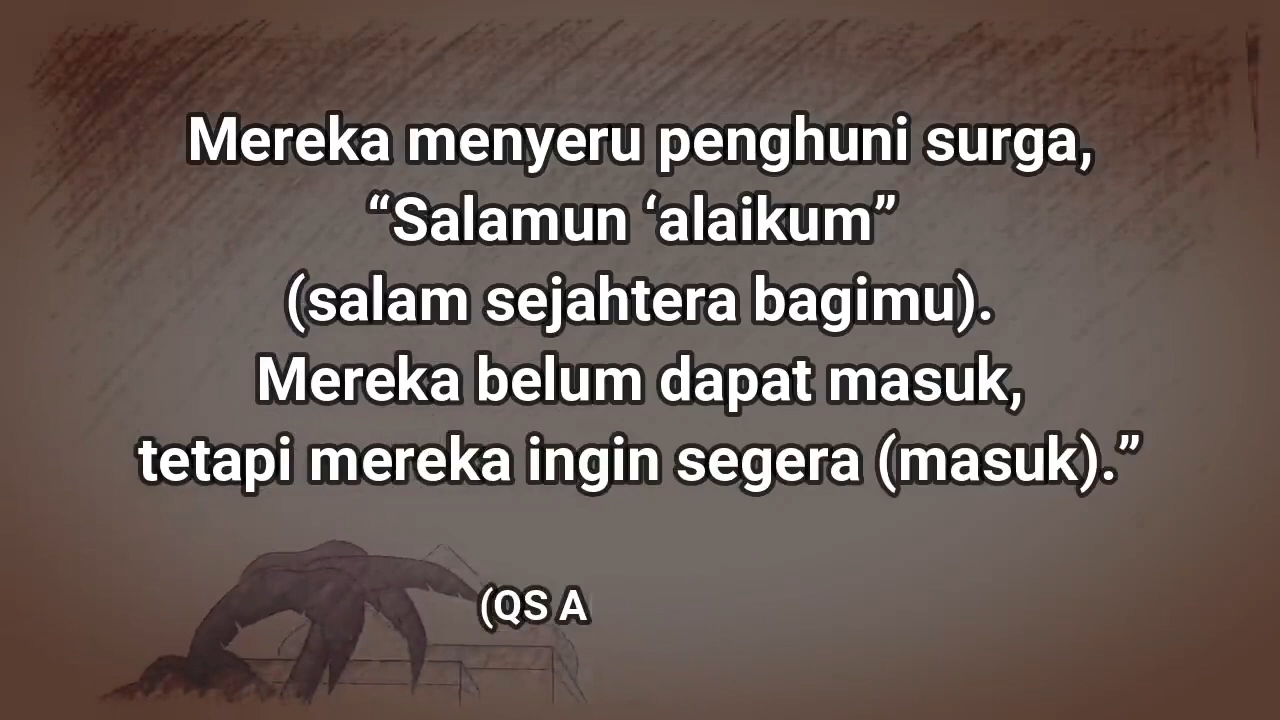 Mereka menyeru penghuni surga,
“Salamun ‘alaikum”
(salam sejahtera bagimu).
Mereka belum dapat masuk,
tetapi mereka ingin segera (masuk).”
(QS A